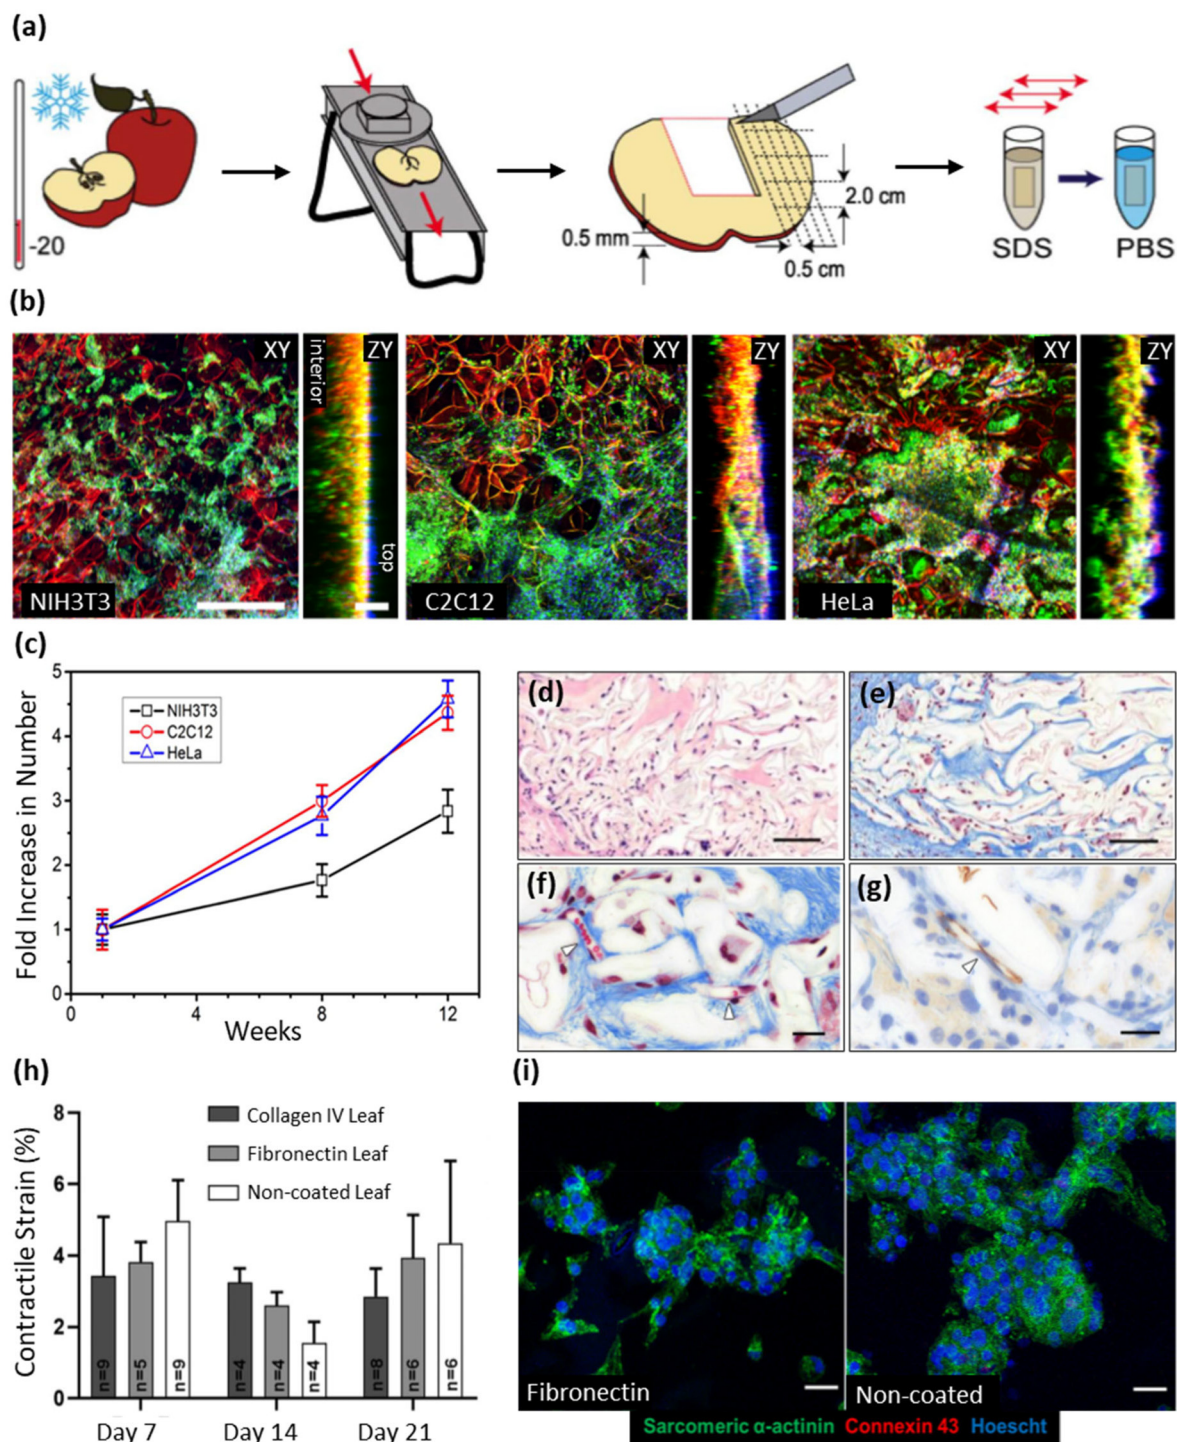 (a)
-20
0.5 mm
2.0 cm
0.5 cm
SDS
PBS
(b)
XY
interior
ZY
top
NIH3T3
XY
ZY
C2C12
XY
ZY
HeLa
(c)
Fold Increase in Number
5
4
3
2
1
0
NIH3T3
C2C12
HeLa
0
4
8
12
Weeks
(d)
(e)
(f)
(g)
(h)
Contractile Strain (%)
8
6
4
2
0
Collagen IV Leaf
Fibronectin Leaf
Non-coated Leaf
n=9
n=5
n=9
n=4
n=4
n=4
n=8
n=6
n=6
Day 7
Day 14
Day 21
(i)
Fibronectin
Non-coated
Sarcomeric α-actinin Connexin 43 Hoescht